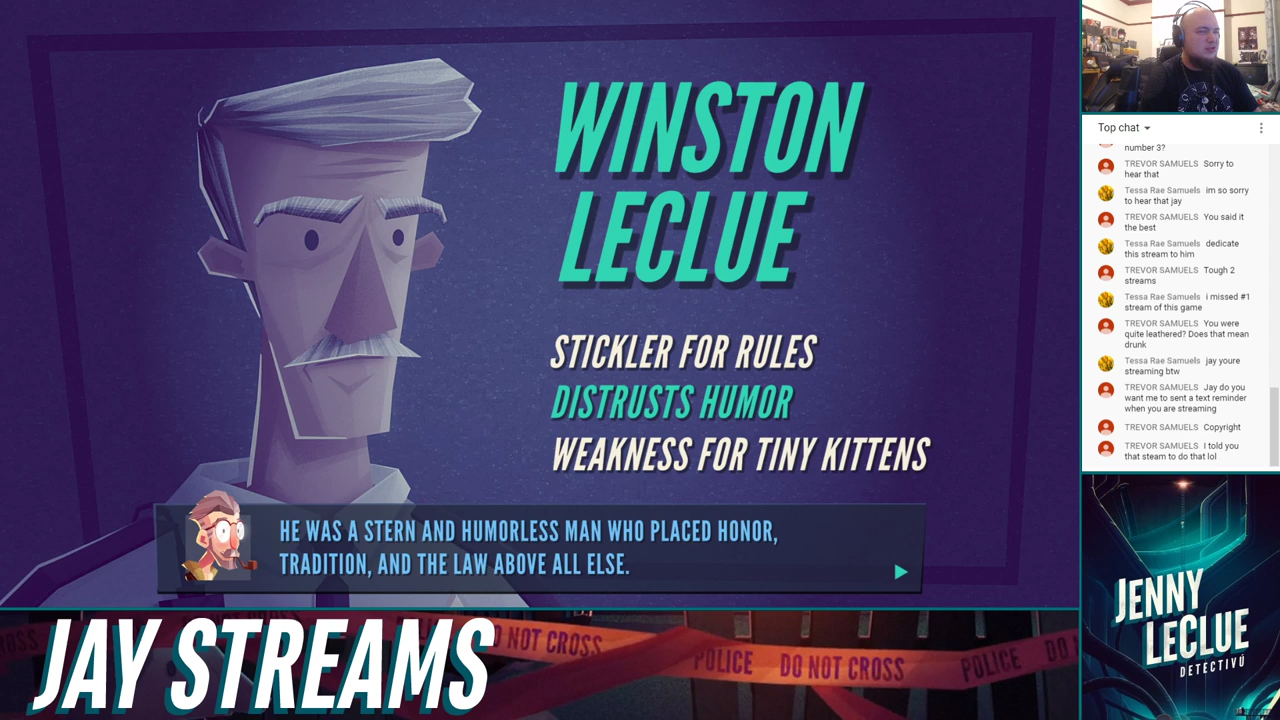 WINSTON
LECLUE
STICKLER FOR RULES
DISTRUSTS HUMOR
WEAKNESS FOR TINY KITTENS
HE WAS A STERN AND HUMORLESS MAN WHO PLACED HONOR,
TRADITION, AND THE LAW ABOVE ALL ELSE.
JAY STREAMS
CROSS
DO NOT CROSS
POLICE DO NOT CROSS
POLICE DO
Top chat
number 3?
TREVOR SAMUELS Sorry to
hear that
Tessa Rae Samuels im so sorry
to hear that jay
TREVOR SAMUELS You said it
the best
Tessa Rae Samuels dedicate
this stream to him
TREVOR SAMUELS Tough 2
streams
Tessa Rae Samuels i missed #1
stream of this game
TREVOR SAMUELS You were
quite leathered? Does that mean
drunk
Tessa Rae Samuels jay youre
streaming btw
TREVOR SAMUELS Jay do you
want me to sent a text reminder
when you are streaming
TREVOR SAMUELS Copyright
TREVOR SAMUELS I told you
that steam to do that lol
JENNY
LECLUE
DETECTIVÚ